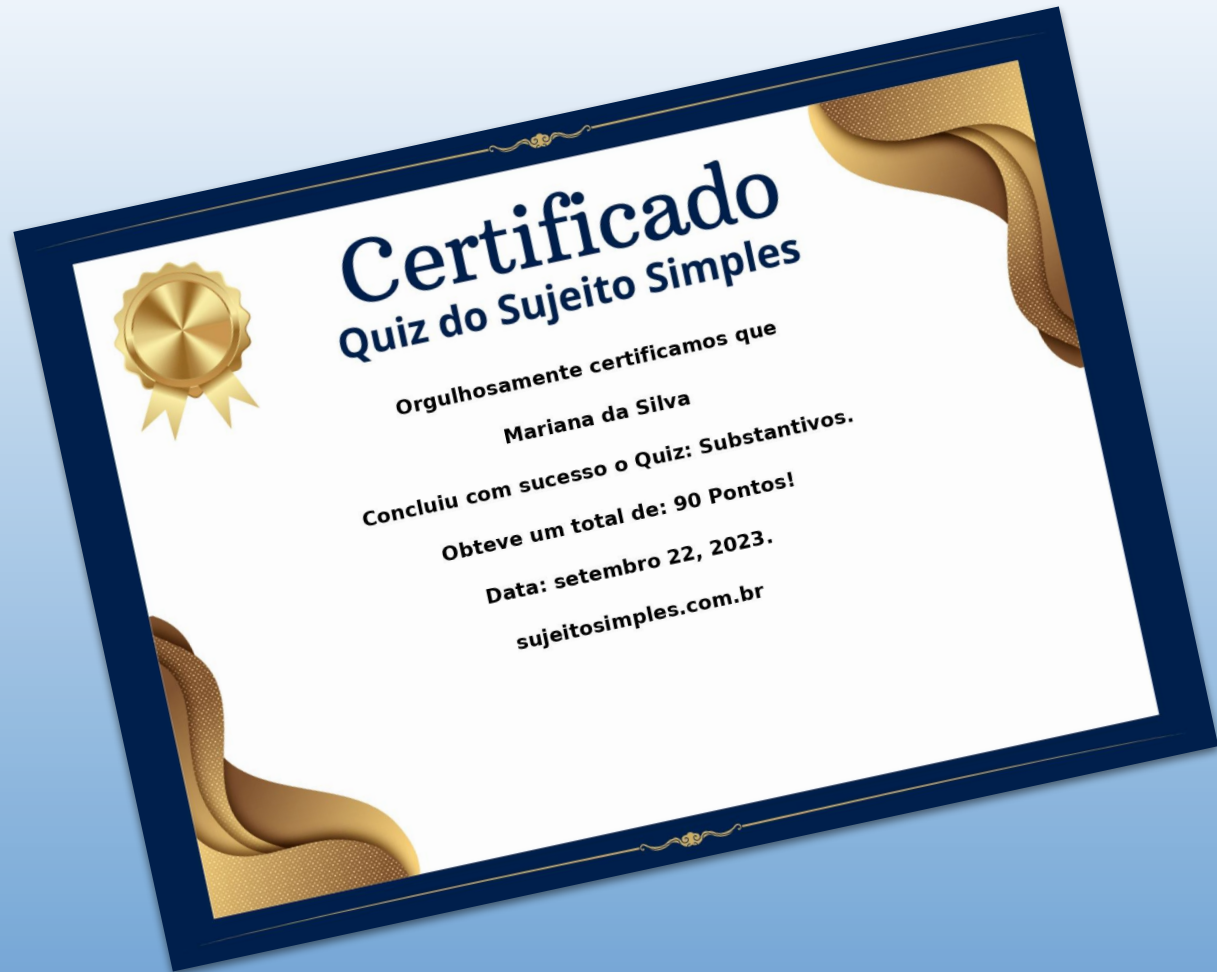 Certificado
Quiz do Sujeito Simples
Orgulhosamente certificamos que
Mariana da Silva
Concluiu com sucesso o Quiz: Substantivos.
Obteve um total de: 90 Pontos!
Data: setembro 22, 2023.
sujeitosimples.com.br